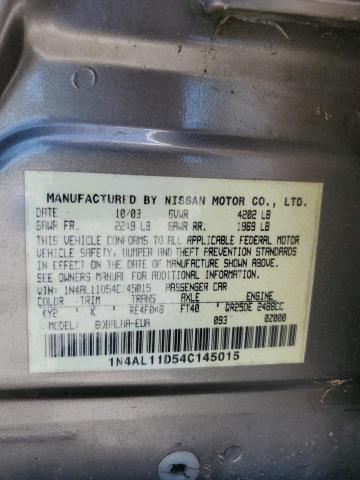 MANUFACTURED BY NISSAN MOTOR CO., LTD.
10/03 GVWR 4202 LB
GAWR FR. 2249 LB GAWR RR. 1969 LB
THIS VEHICLE CONFORMS TO ALL APPLICABLE FEDERAL MOTOR
VEHICLE SAFETY, BUMPER AND THEFT PREVENTION STANDARDS
IN EFFECT ON THE DATE OF MANUFACTURE SHOWN ABOVE.
SEE OWNERS MANUAL FOR ADDITIONAL INFORMATION.
VIN: 1N4AL11D54C145015 PASSENGER CAR
COLOR TRIM TRANS AXLE ENGINE
KY2 K RE4F04B FT40 QR25DE 2488CC
MODEL: BDBALNA-EUA 093 02000
1N4AL11D54C145015